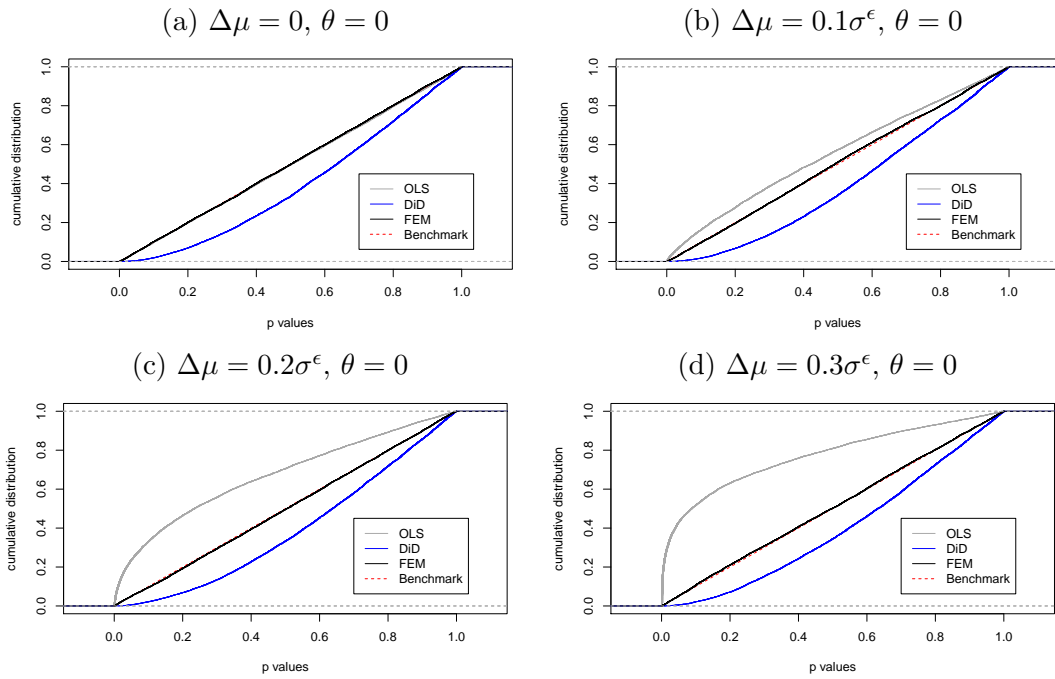 (a) Δμ = 0, θ = 0
cumulative distribution
1.0
0.8
0.6
0.4
0.2
0.0
OLS
DiD
FEM
Benchmark
0.0 0.2 0.4 0.6 0.8 1.0
p values
(b) Δμ = 0.1σ^ϵ, θ = 0
cumulative distribution
1.0
0.8
0.6
0.4
0.2
0.0
OLS
DiD
FEM
Benchmark
0.0 0.2 0.4 0.6 0.8 1.0
p values
(c) Δμ = 0.2σ^ϵ, θ = 0
cumulative distribution
1.0
0.8
0.6
0.4
0.2
0.0
OLS
DiD
FEM
Benchmark
0.0 0.2 0.4 0.6 0.8 1.0
p values
(d) Δμ = 0.3σ^ϵ, θ = 0
cumulative distribution
1.0
0.8
0.6
0.4
0.2
0.0
OLS
DiD
FEM
Benchmark
0.0 0.2 0.4 0.6 0.8 1.0
p values